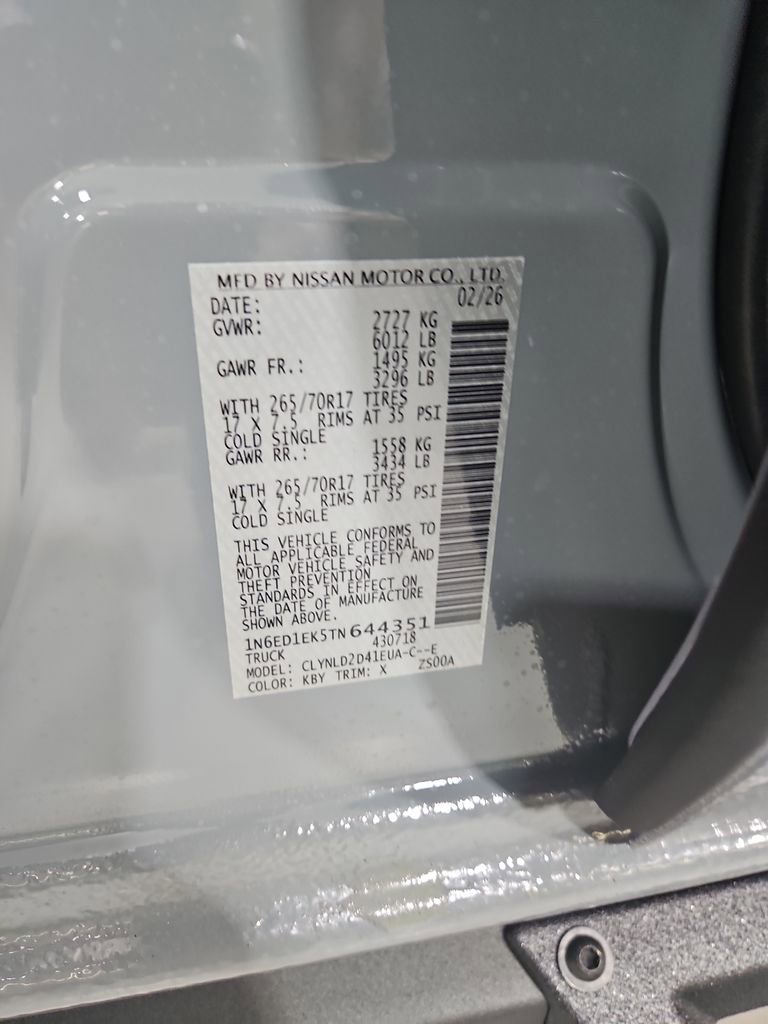 MFD BY NISSAN MOTOR CO., LTD.
DATE: 02/26
GVWR: 2727 KG
6012 LB
GAWR FR.: 1495 KG
3296 LB
WITH 265/70R17 TIRES
17 X 7.5 RIMS AT 35 PSI
COLD SINGLE
GAWR RR.: 1558 KG
3434 LB
WITH 265/70R17 TIRES
17 X 7.5 RIMS AT 35 PSI
COLD SINGLE
THIS VEHICLE CONFORMS TO
ALL APPLICABLE FEDERAL
MOTOR VEHICLE SAFETY AND
THEFT PREVENTION
STANDARDS IN EFFECT ON
THE DATE OF MANUFACTURE
SHOWN ABOVE.
1N6ED1EK5TN644351
TRUCK 430718
MODEL: CLYNLD2D41EUA-C--E
COLOR: KBY TRIM: X ZS00A